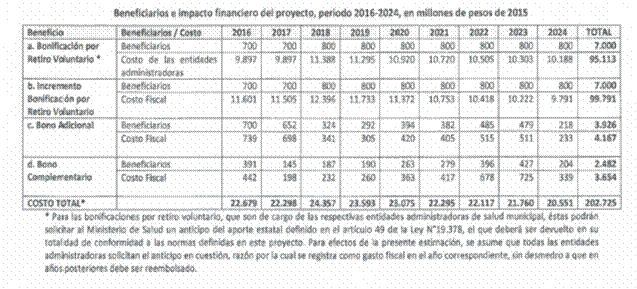 Beneficiarios e impacto financiero del proyecto, periodo 2016-2024, en millones de pesos de 2015
Beneficio Beneficiarios / Costo 2016 2017 2018 2019 2020 2021 2022 2023 2024 TOTAL
a. Bonificación por Beneficiarios 700 700 800 800 800 800 800 800 800 7.000
Retiro Voluntario * Costo de las entidades 9.897 9.897 11.388 11.295 10.920 10.720 10.505 10.303 10.188 95.113
administradoras
b. Incremento Beneficiarios 700 700 800 800 800 800 800 800 800 7.000
Bonificación por Costo Fiscal 11.601 11.505 12.396 11.733 11.372 10.753 10.418 10.222 9.791 99.791
Retiro Voluntario
c. Bono Adicional Beneficiarios 700 652 324 292 394 382 485 479 218 3.926
Costo Fiscal 739 698 341 305 420 405 515 511 233 4.167
d. Bono Beneficiarios 391 145 187 190 263 279 396 427 204 2.482
Complementario Costo Fiscal 442 198 232 260 363 417 678 725 339 3.654
COSTO TOTAL* 22.679 22.298 24.357 23.593 23.075 22.295 22.117 21.760 20.551 202.725
* Para las bonificaciones por retiro voluntario, que son de cargo de las respectivas entidades administradoras de salud municipal, éstas podrán
solicitar al Ministerio de Salud un anticipo del aporte estatal definido en el artículo 49 de la Ley N°19.378, el que deberá ser devuelto en su
totalidad de conformidad a las normas definidas en este proyecto. Para efectos de la presente estimación, se asume que todas las entidades
administradoras solicitan el anticipo en cuestión, razón por la cual se registra como gasto fiscal en el año correspondiente, sin desmedro a que en
años posteriores debe ser reembolsado.